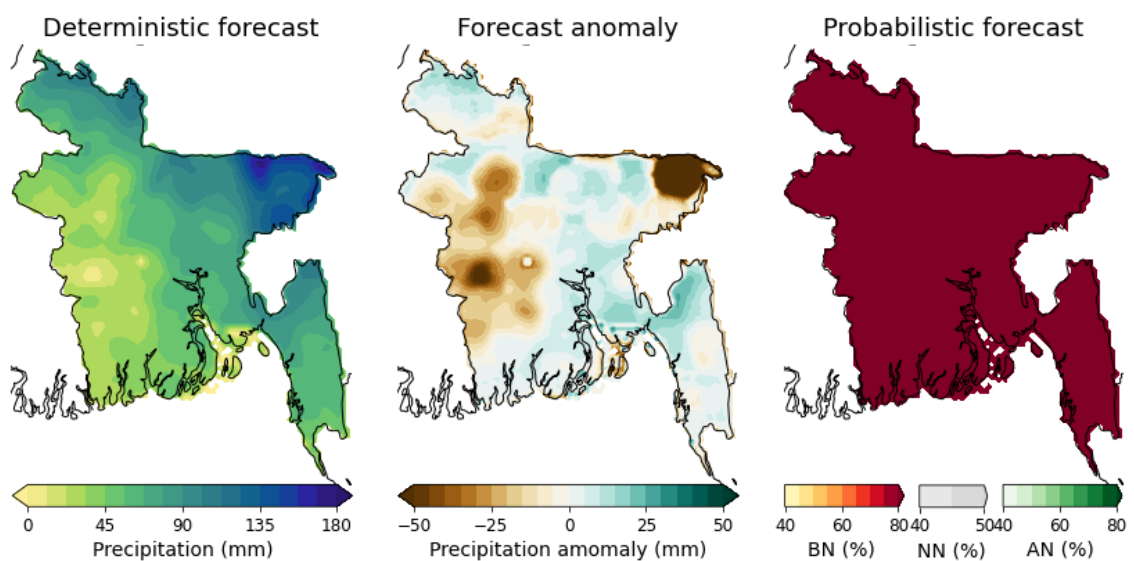 Deterministic forecast
Forecast anomaly
Probabilistic forecast
0 45 90 135 180
Precipitation (mm)
−50 −25 0 25 50
Precipitation amomaly (mm)
40 60 80
BN (%)
40 50
NN (%)
40 60 80
AN (%)